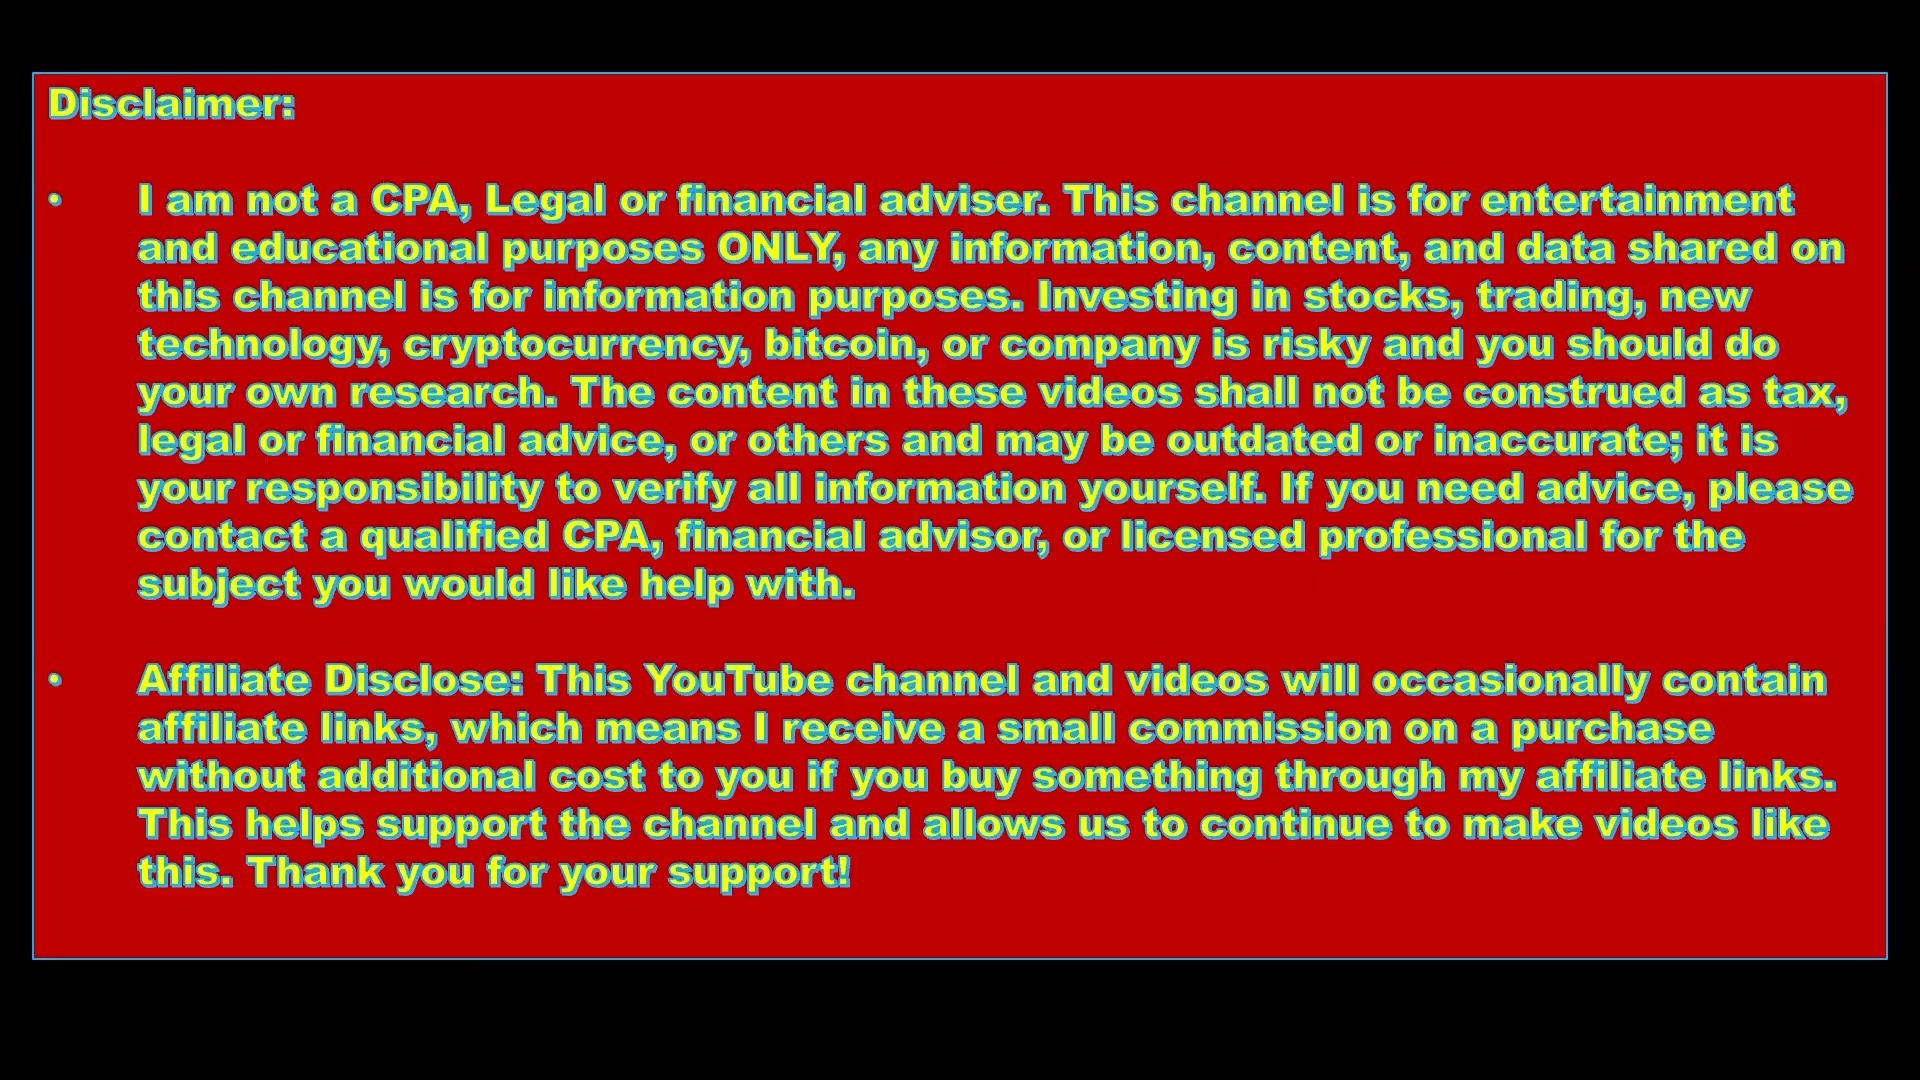 Disclaimer:
• I am not a CPA, Legal or financial adviser. This channel is for entertainment
and educational purposes ONLY, any information, content, and data shared on
this channel is for information purposes. Investing in stocks, trading, new
technology, cryptocurrency, bitcoin, or company is risky and you should do
your own research. The content in these videos shall not be construed as tax,
legal or financial advice, or others and may be outdated or inaccurate; it is
your responsibility to verify all information yourself. If you need advice, please
contact a qualified CPA, financial advisor, or licensed professional for the
subject you would like help with.
• Affiliate Disclose: This YouTube channel and videos will occasionally contain
affiliate links, which means I receive a small commission on a purchase
without additional cost to you if you buy something through my affiliate links.
This helps support the channel and allows us to continue to make videos like
this. Thank you for your support!